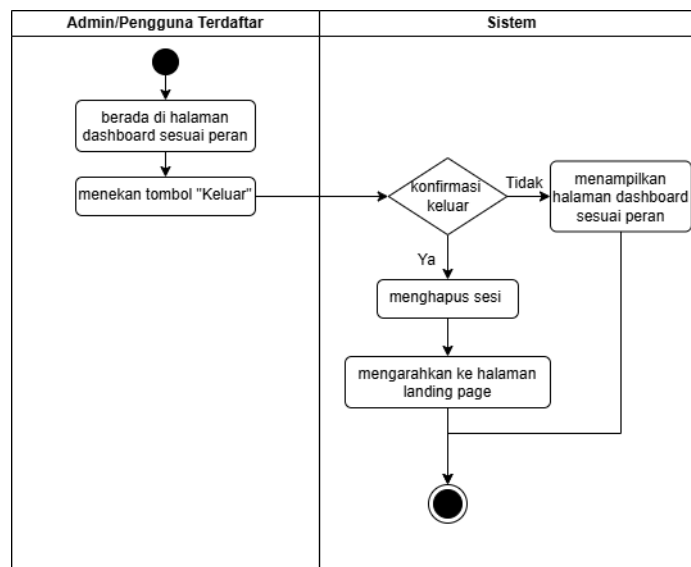 Admin/Pengguna Terdaftar
Sistem
berada di halaman
dashboard sesuai peran
menekan tombol "Keluar"
konfirmasi
keluar
Tidak
menampilkan
halaman dashboard
sesuai peran
Ya
menghapus sesi
mengarahkan ke halaman
landing page